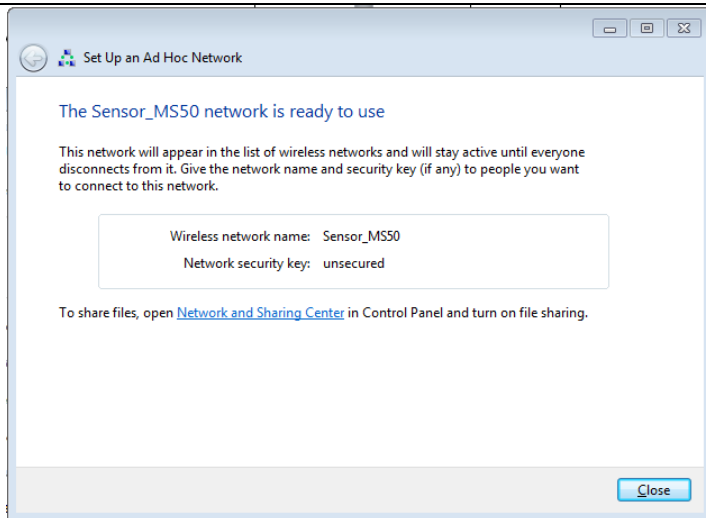 Set Up an Ad Hoc Network
The Sensor_MS50 network is ready to use
This network will appear in the list of wireless networks and will stay active until everyone
disconnects from it. Give the network name and security key (if any) to people you want
to connect to this network.
Wireless network name: Sensor_MS50
Network security key: unsecured
To share files, open Network and Sharing Center in Control Panel and turn on file sharing.
Close